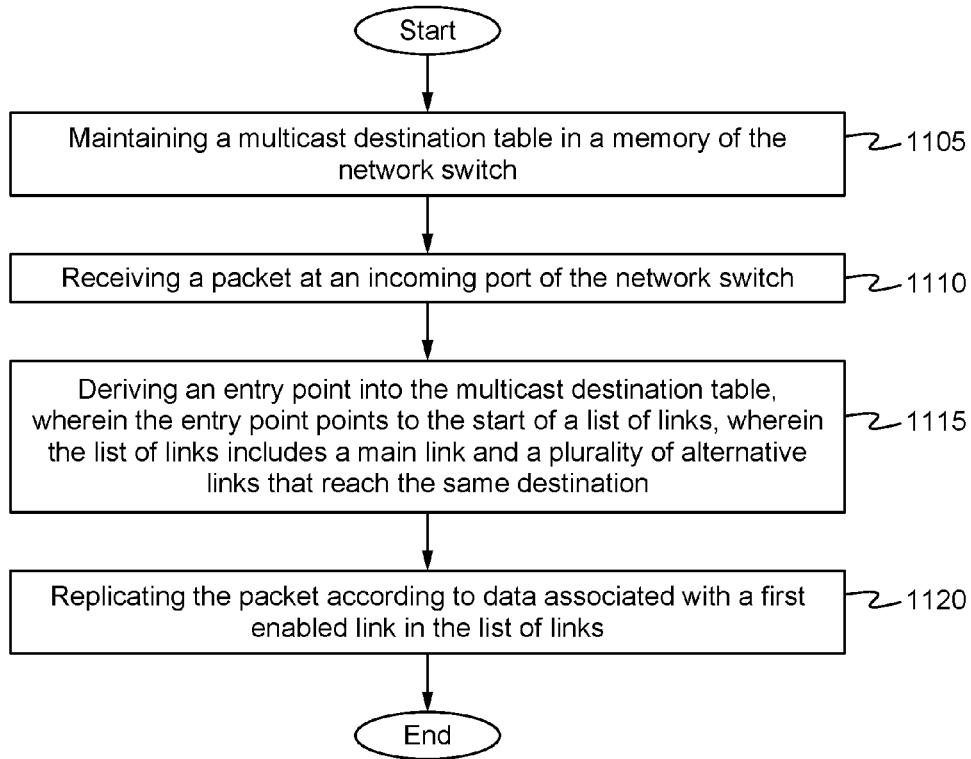 Start
Maintaining a multicast destination table in a memory of the
network switch
1105
Receiving a packet at an incoming port of the network switch
1110
Deriving an entry point into the multicast destination table,
wherein the entry point points to the start of a list of links, wherein
the list of links includes a main link and a plurality of alternative
links that reach the same destination
1115
Replicating the packet according to data associated with a first
enabled link in the list of links
1120
End